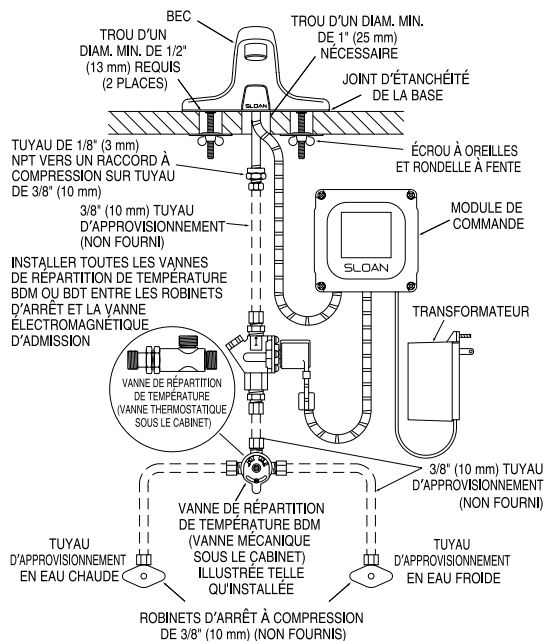 BEC
TROU D'UN
DIAM. MIN. DE 1/2"
(13 mm) REQUIS
(2 PLACES)
TROU D'UN DIAM. MIN.
DE 1" (25 mm)
NÉCESSAIRE
JOINT D'ÉTANCHÉITÉ
DE LA BASE
SLOAN
TUYAU DE 1/8" (3 mm)
NPT VERS UN RACCORD À
COMPRESSION SUR TUYAU
DE 3/8" (10 mm)
ÉCROU À OREILLES
ET RONDELLE À FENTE
3/8" (10 mm) TUYAU
D'APPROVISIONNEMENT
(NON FOURNI)
MODULE DE
COMMANDE
SLOAN
INSTALLER TOUTES LES VANNES
DE RÉPARTITION DE TEMPÉRATURE
BDM OU BDT ENTRE LES ROBINETS
D'ARRÊT ET LA VANNE
ÉLECTROMAGNÉTIQUE
D'ADMISSION
TRANSFORMATEUR
VANNE DE RÉPARTITION
DE TEMPÉRATURE
(VANNE THERMOSTATIQUE
SOUS LE CABINET)
3/8" (10 mm) TUYAU
D'APPROVISIONNEMENT
(NON FOURNI)
VANNE DE RÉPARTITION
DE TEMPÉRATURE BDM
(VANNE MÉCANIQUE
SOUS LE CABINET)
ILLUSTRÉE TELLE
QU'INSTALLÉE
TUYAU
D'APPROVISIONNEMENT
EN EAU CHAUDE
TUYAU
D'APPROVISIONNEMENT
EN EAU FROIDE
ROBINETS D'ARRÊT À COMPRESSION
DE 3/8" (10 mm) (NON FOURNIS)